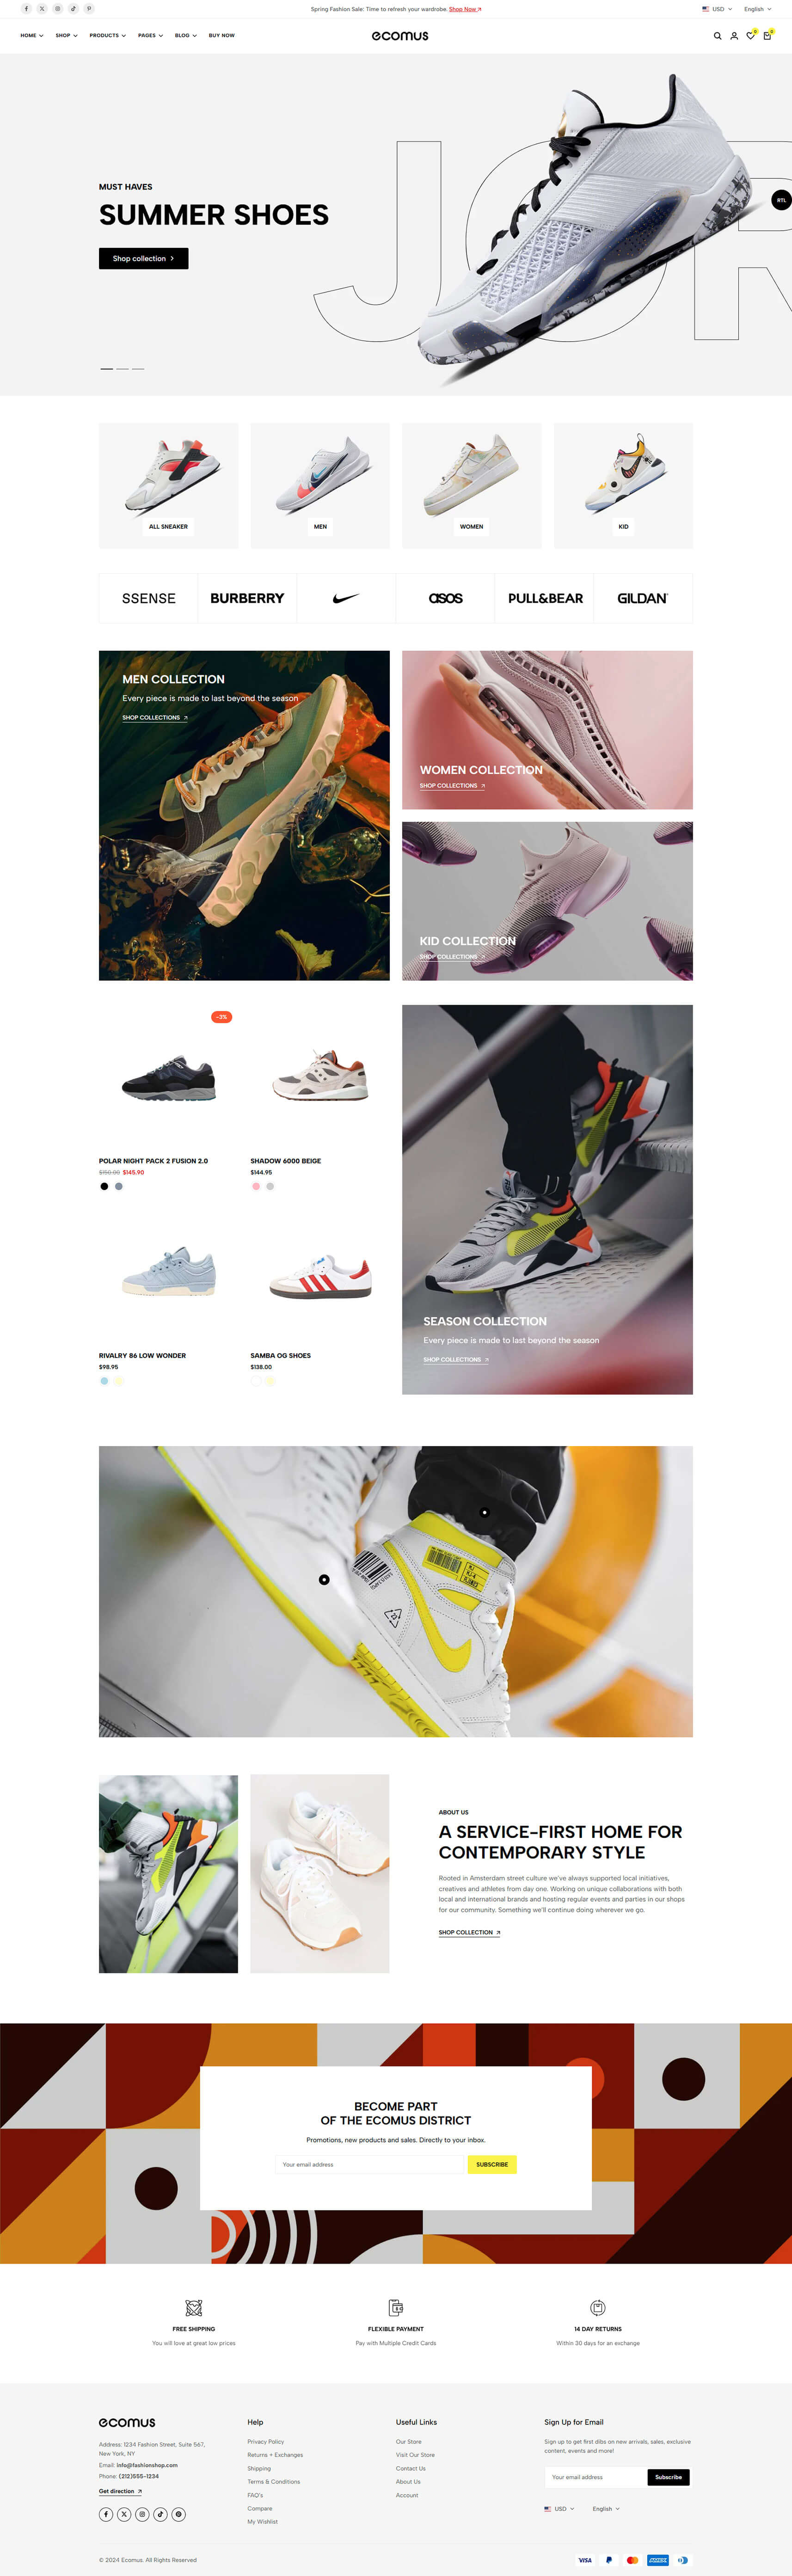 Spring Fashion Sale: Time to refresh your wardrobe. Shop Now
USD English
HOME SHOP PRODUCTS PAGES BLOG BUY NOW
ecomus
0 0
MUST HAVES
SUMMER SHOES
Shop collection
JOR
RTL
ALL SNEAKER
MEN
WOMEN
KID
SSENSE
BURBERRY
asos
PULL&BEAR
GILDAN
MEN COLLECTION
Every piece is made to last beyond the season
SHOP COLLECTIONS
WOMEN COLLECTION
SHOP COLLECTIONS
KID COLLECTION
SHOP COLLECTIONS
-3%
POLAR NIGHT PACK 2 FUSION 2.0
$150.90 $145.90
SHADOW 6000 BEIGE
$144.95
RIVALRY 86 LOW WONDER
$98.95
SAMBA OG SHOES
$138.00
SEASON COLLECTION
Every piece is made to last beyond the season
SHOP COLLECTIONS
ABOUT US
A SERVICE-FIRST HOME FOR
CONTEMPORARY STYLE
Rooted in Amsterdam street culture we've always supported local initiatives,
creatives and athletes from day one. Working on unique collaborations with both
local and international brands and hosting regular events and parties in our shops
for our community. Something we'll continue doing wherever we go.
SHOP COLLECTION
BECOME PART
OF THE ECOMUS DISTRICT
Promotions, new products and sales. Directly to your inbox.
Your email address
SUBSCRIBE
FREE SHIPPING
You will love at great low prices
FLEXIBLE PAYMENT
Pay with Multiple Credit Cards
14 DAY RETURNS
Within 30 days for an exchange
ecomus
Address: 1234 Fashion Street, Suite 567,
New York, NY
Email: info@fashionshop.com
Phone: (212)555-1234
Get direction
Help
Privacy Policy
Returns + Exchanges
Shipping
Terms & Conditions
FAQ's
Compare
My Wishlist
Useful Links
Our Store
Visit Our Store
Contact Us
About Us
Account
Sign Up for Email
Sign up to get first dibs on new arrivals, sales, exclusive
content, events and more!
Your email address
Subscribe
USD English
© 2024 Ecomus. All Rights Reserved
VISA